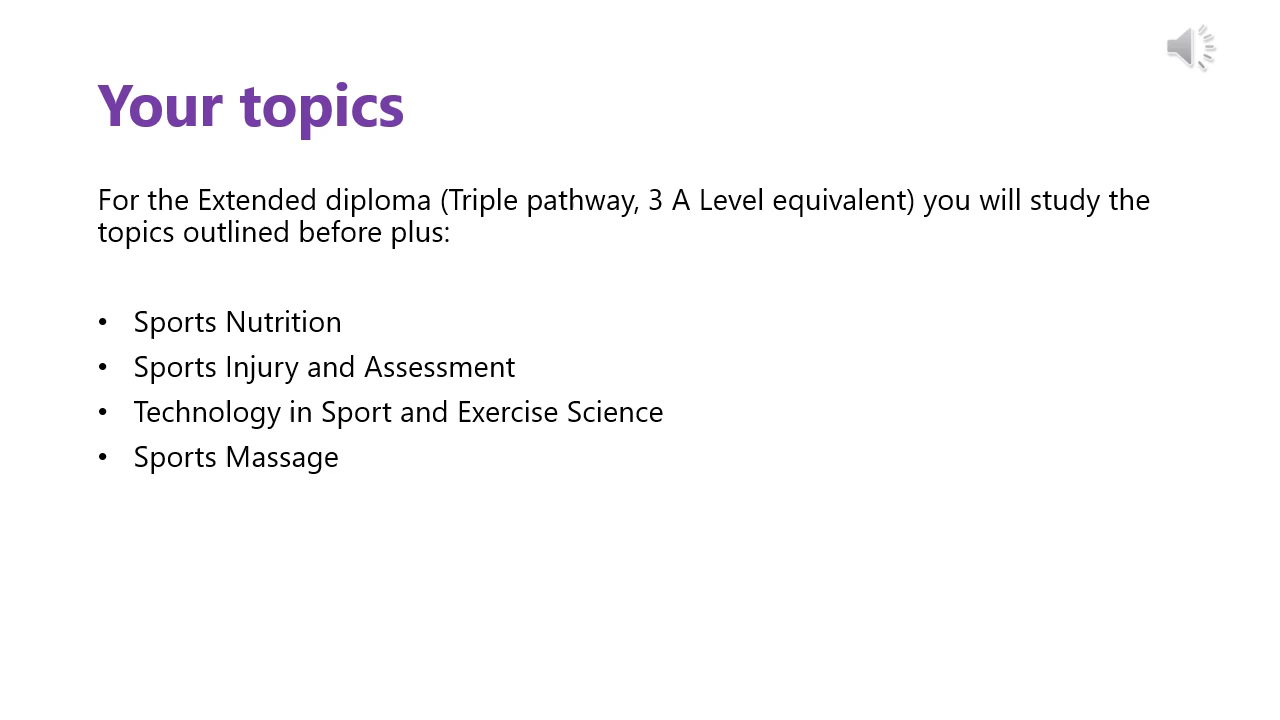 Your topics
For the Extended diploma (Triple pathway, 3 A Level equivalent) you will study the
topics outlined before plus:
• Sports Nutrition
• Sports Injury and Assessment
• Technology in Sport and Exercise Science
• Sports Massage